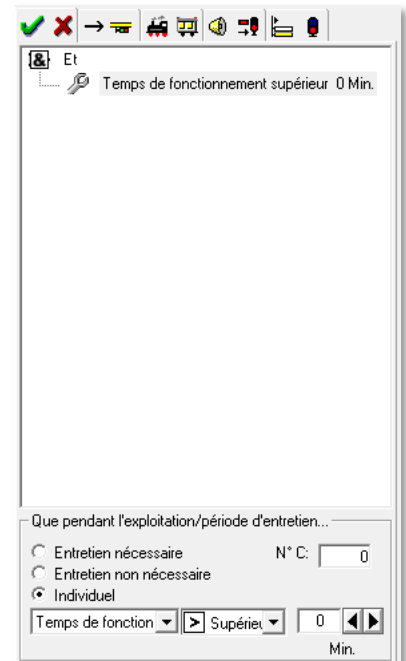 & Et
Temps de fonctionnement supérieur 0 Min.
Que pendant l'exploitation/période d'entretien...
Entretien nécessaire N° C: 0
Entretien non nécessaire
Individuel
Temps de fonction > Supérieu 0
Min.